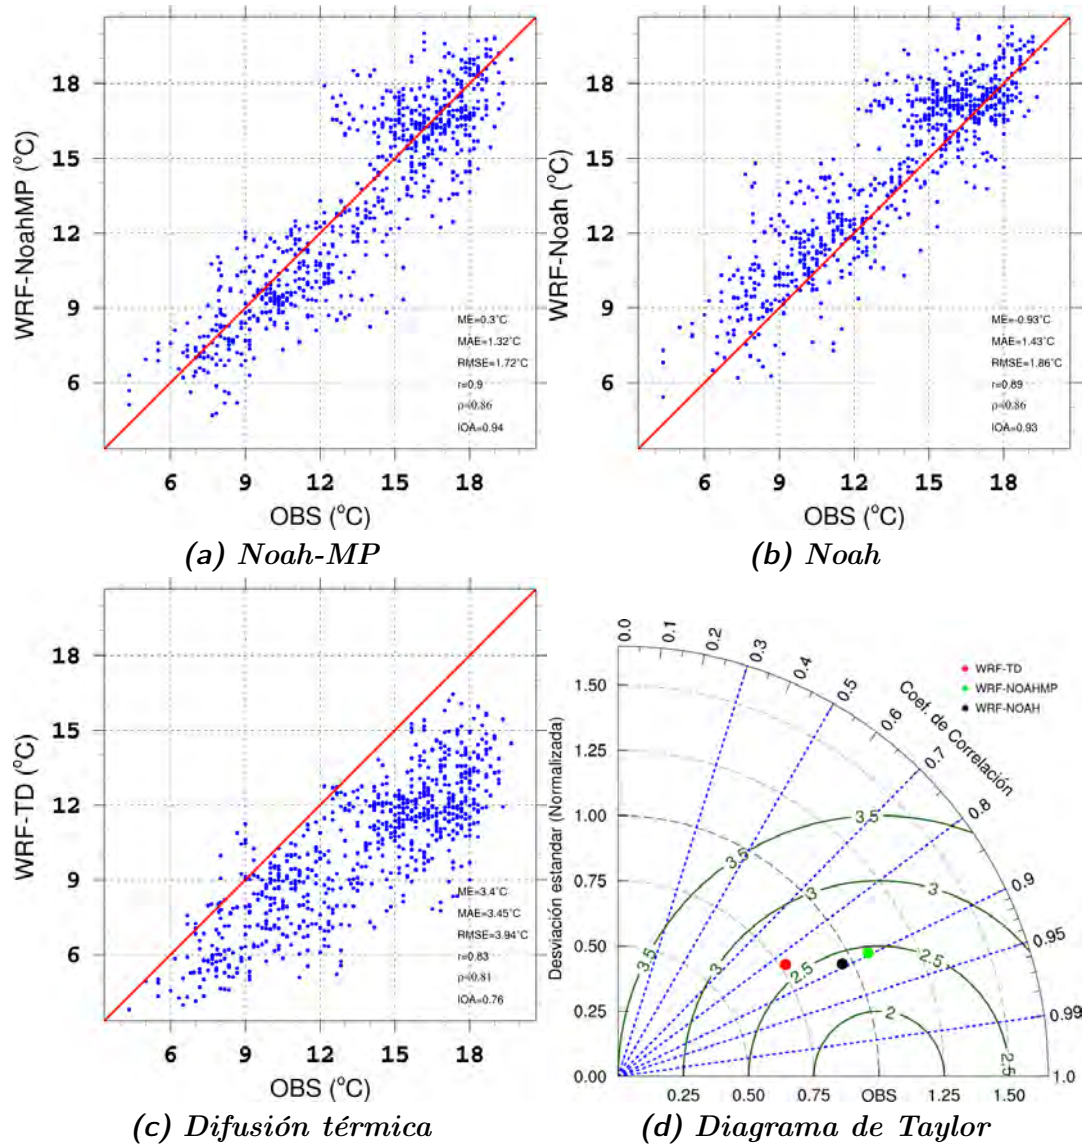 18
15
12
9
6
WRF-NoahMP (°C)
ME=0.3°C
MAE=1.32°C
RMSE=1.72°C
r=0.9
ρ=0.86
IOA=0.94
6 9 12 15 18
OBS (°C)
(a) Noah-MP
18
15
12
9
6
WRF-Noah (°C)
ME=-0.93°C
MAE=1.43°C
RMSE=1.86°C
r=0.89
ρ=0.86
IOA=0.93
6 9 12 15 18
OBS (°C)
(b) Noah
18
15
12
9
6
WRF-TD (°C)
ME=3.4°C
MAE=3.45°C
RMSE=3.94°C
r=0.83
ρ=0.81
IOA=0.76
6 9 12 15 18
OBS (°C)
(c) Difusión térmica
WRF-TD
WRF-NOAHMP
WRF-NOAH
Desviación estandar (Normalizada)
1.50
1.25
1.00
0.75
0.50
0.25
0.00
0.0 0.1 0.2 0.3 0.4 0.5 0.6 0.7 0.8 0.9 0.95 0.99 1.0
Coef. de Correlación
3.5 3.5 3.5
3 3
2.5 2.5 2.5
2
0.25 0.50 0.75 OBS 1.25 1.50
(d) Diagrama de Taylor